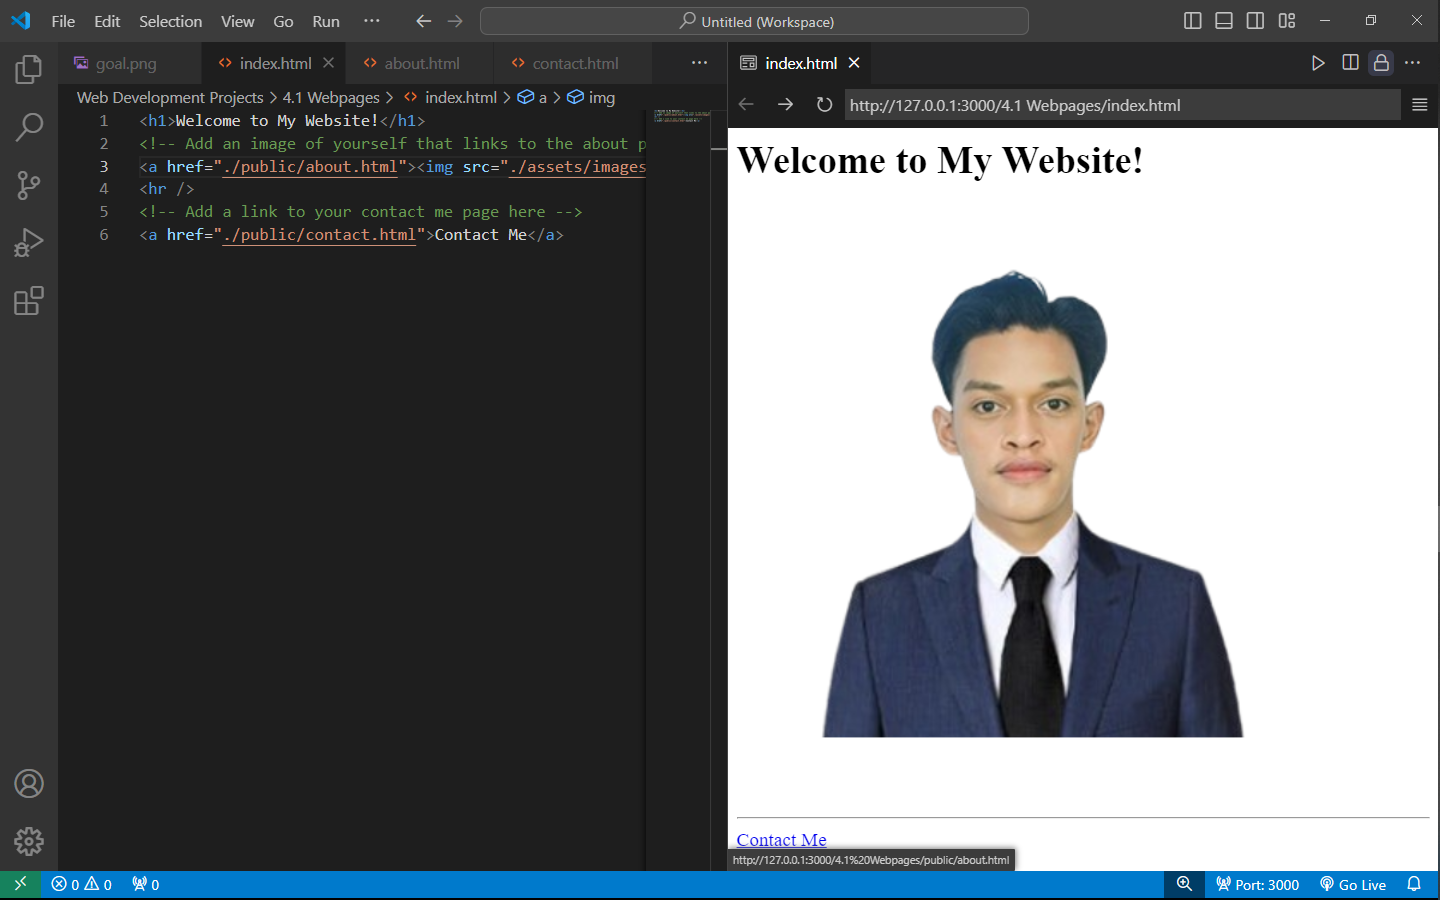 File Edit Selection View Go Run ··· Untitled (Workspace)
goal.png index.html about.html contact.html ···
Web Development Projects > 4.1 Webpages > index.html > a > img
1 <h1>Welcome to My Website!</h1>
2 <!-- Add an image of yourself that links to the about p
3 <a href="./public/about.html"><img src="./assets/images
4 <hr />
5 <!-- Add a link to your contact me page here -->
6 <a href="./public/contact.html">Contact Me</a>
index.html
http://127.0.0.1:3000/4.1 Webpages/index.html
Welcome to My Website!
Contact Me
http://127.0.0.1:3000/4.1%20Webpages/public/about.html
0 0 0 Port: 3000 Go Live